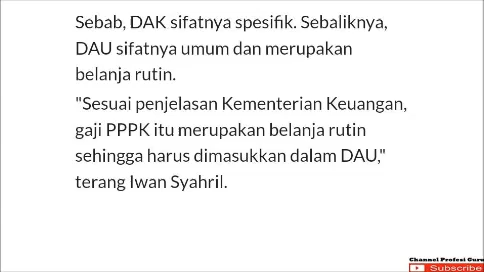 Sebab, DAK sifatnya spesifik. Sebaliknya,
DAU sifatnya umum dan merupakan
belanja rutin.
"Sesuai penjelasan Kementerian Keuangan,
gaji PPPK itu merupakan belanja rutin
sehingga harus dimasukkan dalam DAU,"
terang Iwan Syahril.
Channel Profesi Guru
Subscribe